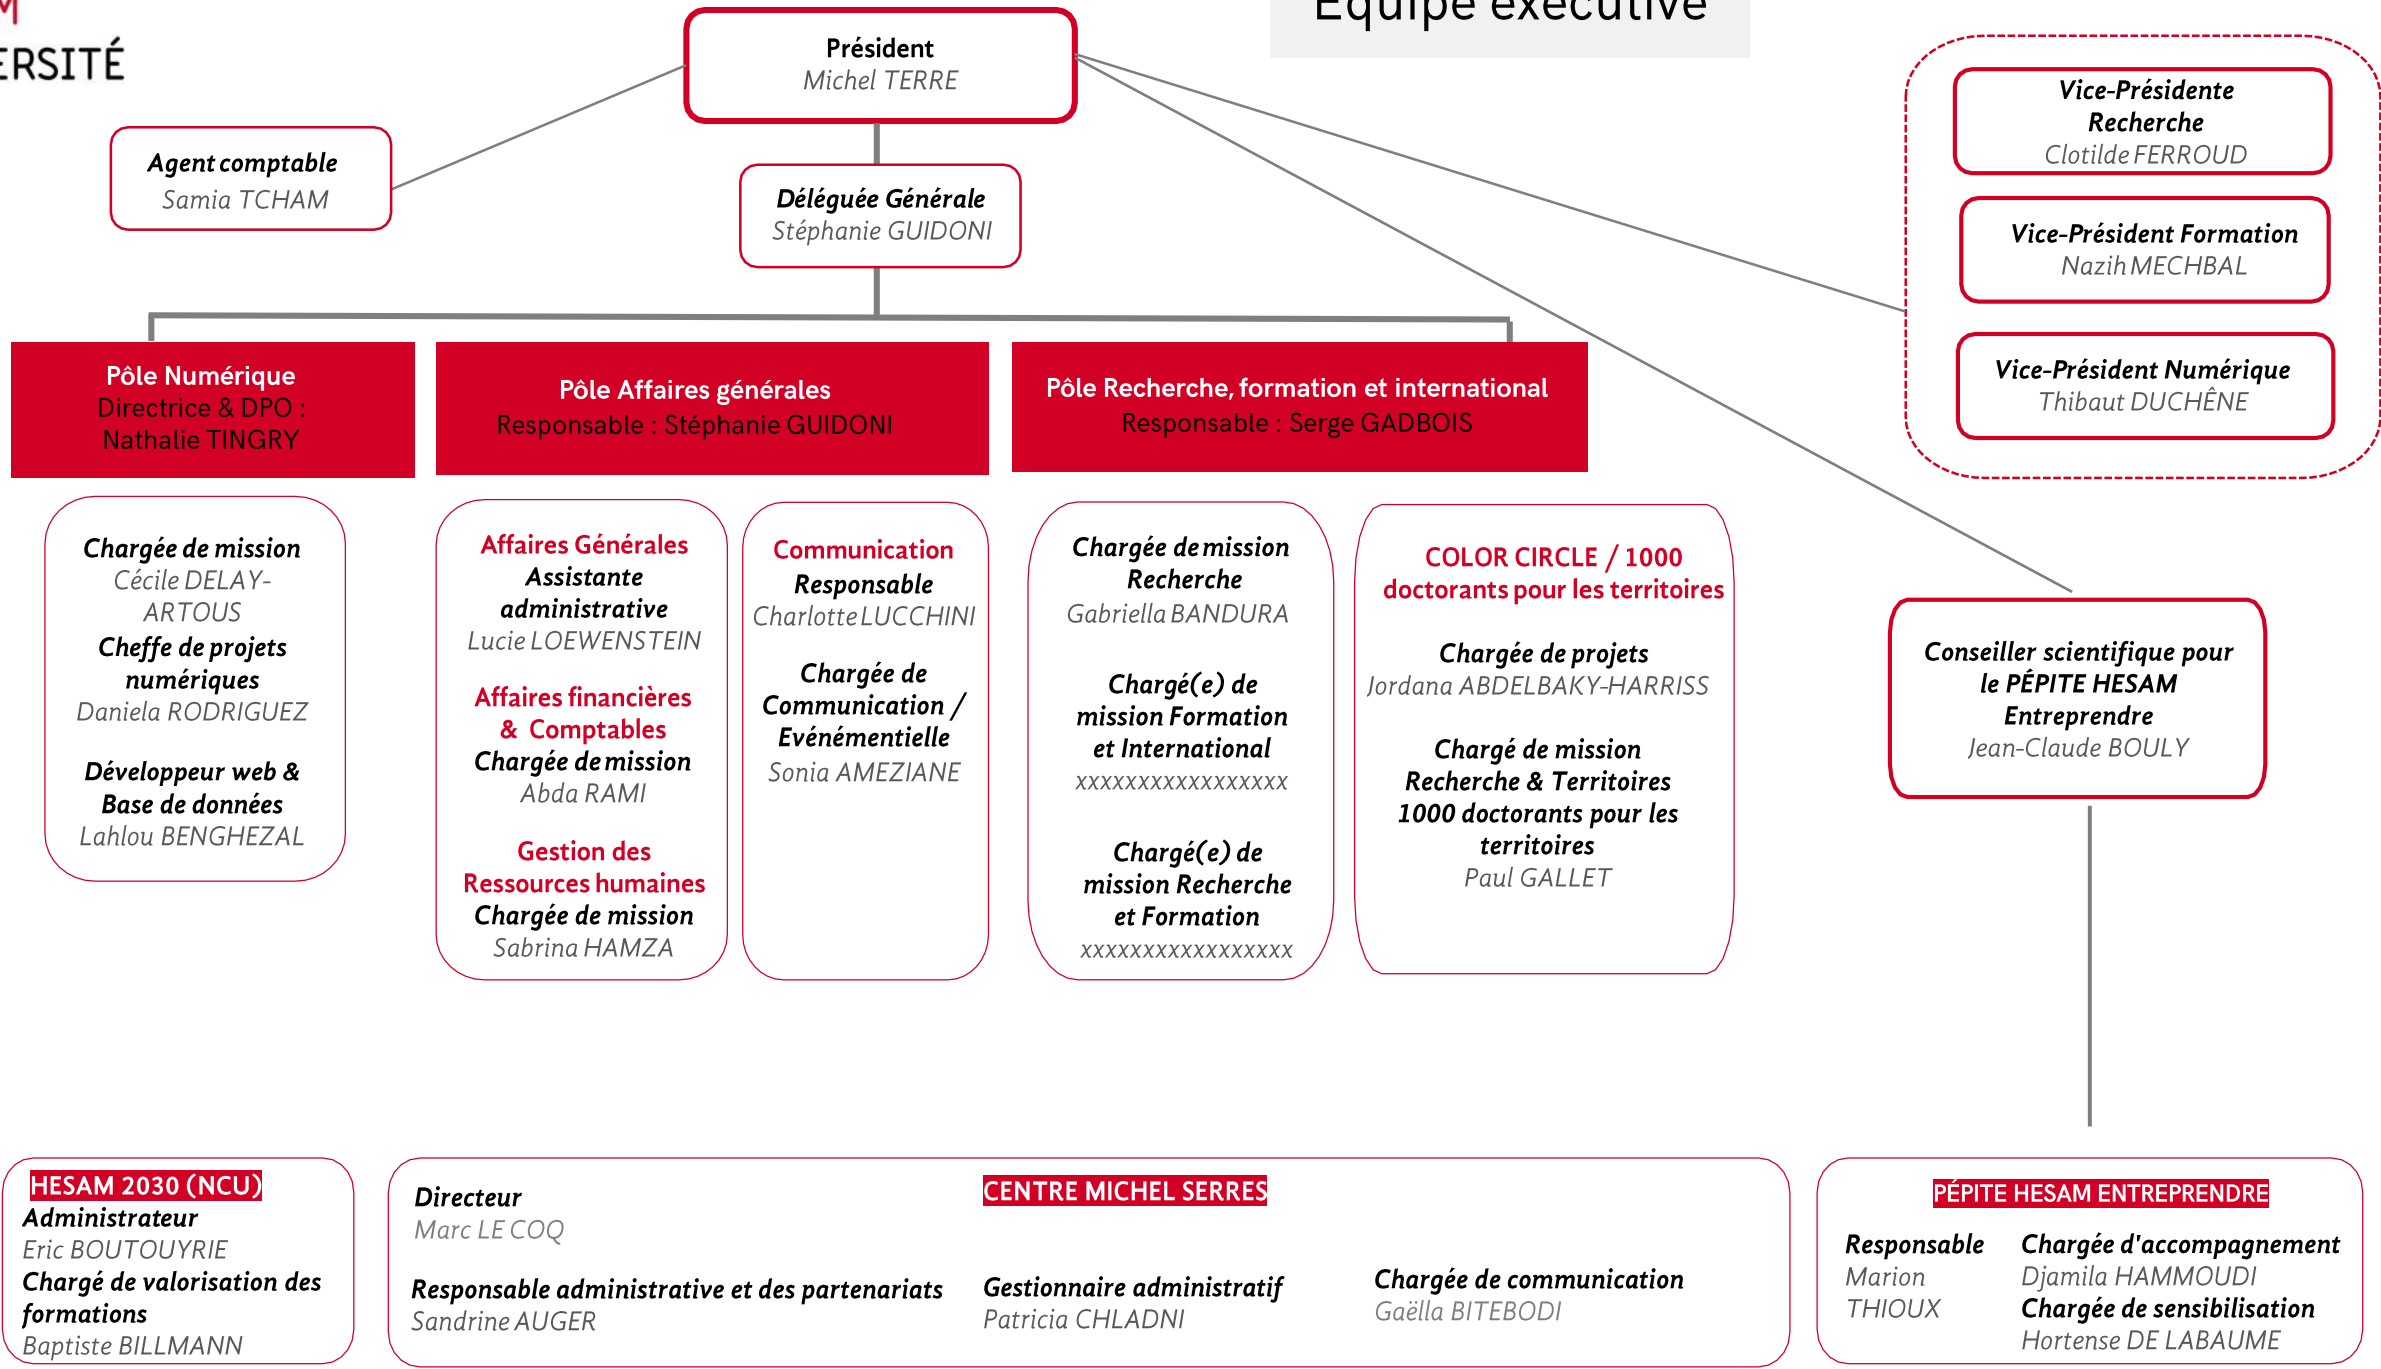 ERSITÉ
Equipe exécutive
Président
Michel TERRE
Agent comptable
Samia TCHAM
Déléguée Générale
Stéphanie GUIDONI
Vice-Présidente
Recherche
Clotilde FERROUD
Vice-Président Formation
Nazih MECHBAL
Vice-Président Numérique
Thibaut DUCHÊNE
Pôle Numérique
Directrice & DPO :
Nathalie TINGRY
Pôle Affaires générales
Responsable : Stéphanie GUIDONI
Pôle Recherche, formation et international
Responsable : Serge GADBOIS
Chargée de mission
Cécile DELAY-
ARTOUS
Cheffe de projets
numériques
Daniela RODRIGUEZ
Développeur web &
Base de données
Lahlou BENGHEZAL
Affaires Générales
Assistante
administrative
Lucie LOEWENSTEIN
Affaires financières
& Comptables
Chargée de mission
Abda RAMI
Gestion des
Ressources humaines
Chargée de mission
Sabrina HAMZA
Communication
Responsable
Charlotte LUCCHINI
Chargée de
Communication /
Evénémentielle
Sonia AMEZIANE
Chargée de mission
Recherche
Gabriella BANDURA
Chargé(e) de
mission Formation
et International
xxxxxxxxxxxxxxxxx
Chargé(e) de
mission Recherche
et Formation
xxxxxxxxxxxxxxxxx
COLOR CIRCLE / 1000
doctorants pour les territoires
Chargée de projets
Jordana ABDELBAKY-HARRISS
Chargé de mission
Recherche & Territoires
1000 doctorants pour les
territoires
Paul GALLET
Conseiller scientifique pour
le PÉPITE HESAM
Entreprendre
Jean-Claude BOULY
HESAM 2030 (NCU)
Administrateur
Eric BOUTOUYRIE
Chargé de valorisation des
formations
Baptiste BILLMANN
CENTRE MICHEL SERRES
Directeur
Marc LE COQ
Responsable administrative et des partenariats
Sandrine AUGER
Gestionnaire administratif
Patricia CHLADNI
Chargée de communication
Gaëlla BITEBODI
PÉPITE HESAM ENTREPRENDRE
Responsable
Marion
THIOUX
Chargée d'accompagnement
Djamila HAMMOUDI
Chargée de sensibilisation
Hortense DE LABAUME